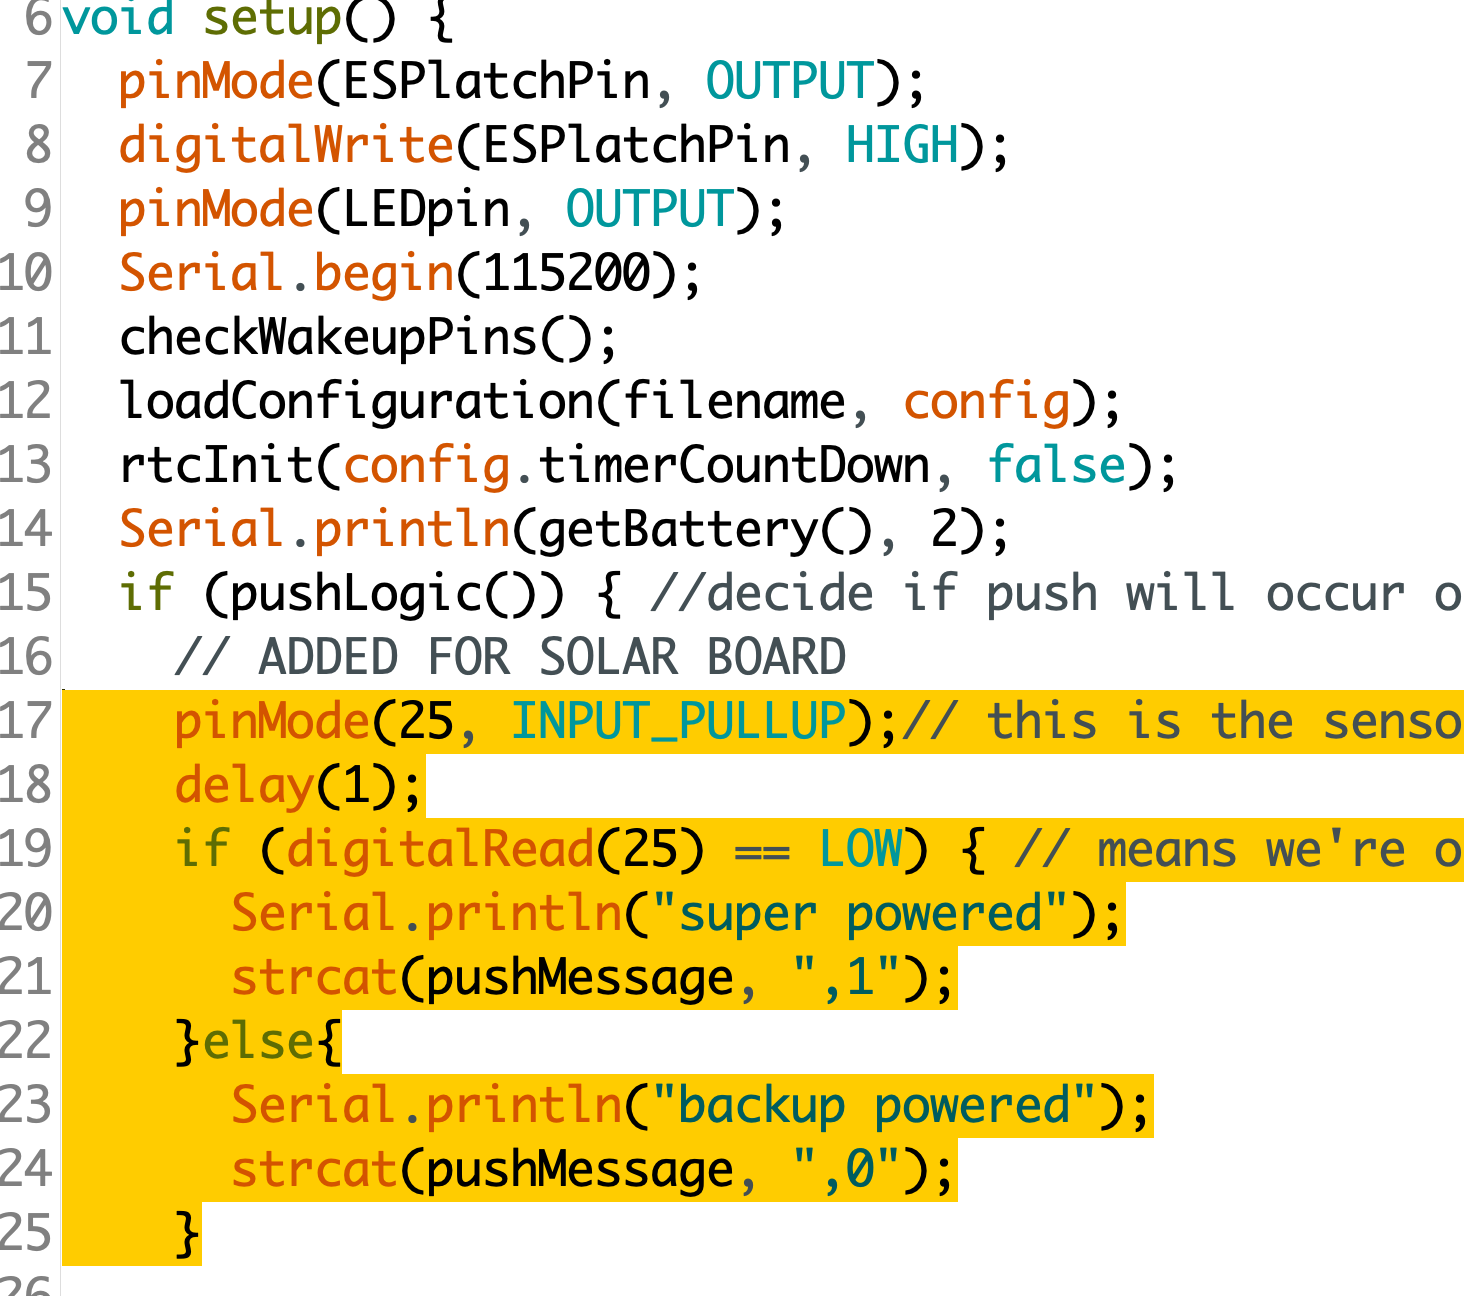 6 void setup() {
7 pinMode(ESPlatchPin, OUTPUT);
8 digitalWrite(ESPlatchPin, HIGH);
9 pinMode(LEDpin, OUTPUT);
10 Serial.begin(115200);
11 checkWakeupPins();
12 loadConfiguration(filename, config);
13 rtcInit(config.timerCountDown, false);
14 Serial.println(getBattery(), 2);
15 if (pushLogic()) { //decide if push will occur o
16 // ADDED FOR SOLAR BOARD
17 pinMode(25, INPUT_PULLUP);// this is the senso
18 delay(1);
19 if (digitalRead(25) == LOW) { // means we're o
20 Serial.println("super powered");
21 strcat(pushMessage, ",1");
22 }else{
23 Serial.println("backup powered");
24 strcat(pushMessage, ",0");
25 }
26